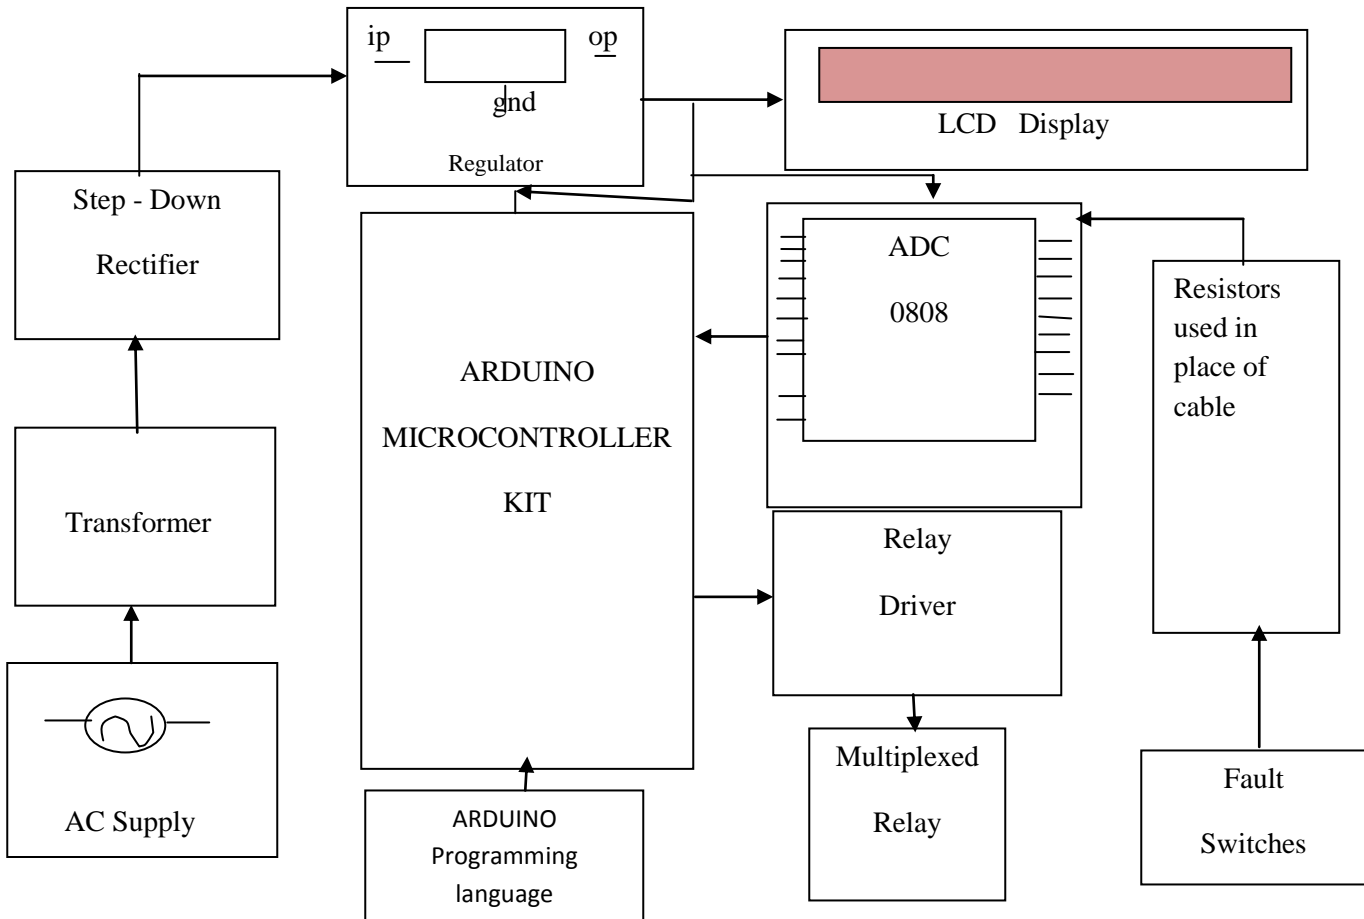 ip
op
gnd
Regulator
LCD Display
Step - Down
Rectifier
ADC
0808
Resistors
used in
place of
cable
ARDUINO
MICROCONTROLLER
KIT
Transformer
Relay
Driver
AC Supply
Multiplexed
Relay
Fault
Switches
ARDUINO
Programming
language